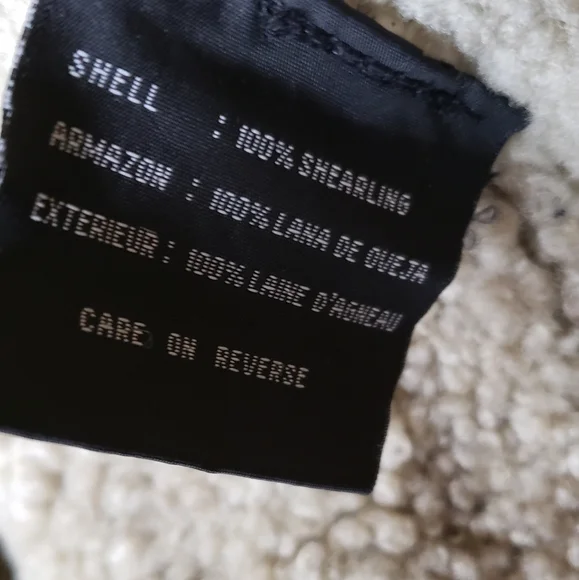 SHELL : 100% SHEARLING
ARMAZON : 100% LANA DE OVEJA
EXTERIEUR : 100% LAINE D'AGNEAU
CARE ON REVERSE